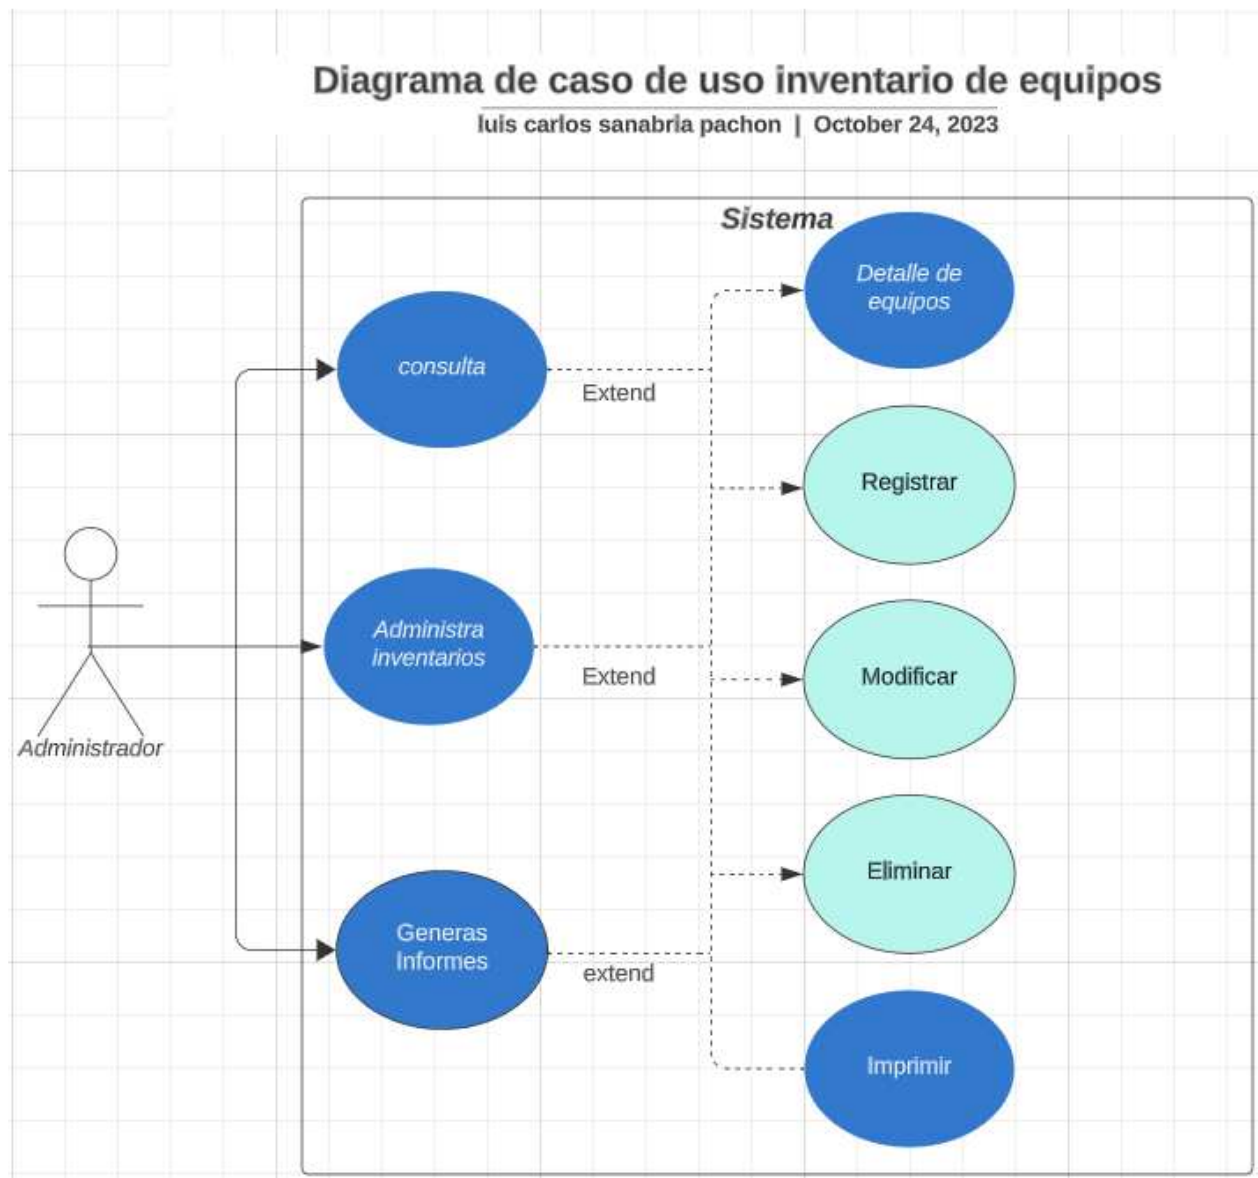 Diagrama de caso de uso inventario de equipos
luis carlos sanabria pachon | October 24, 2023
Sistema
Detalle de
equipos
consulta
Extend
Registrar
Administra
inventarios
Extend
Modificar
Administrador
Eliminar
Generas
Informes
extend
Imprimir